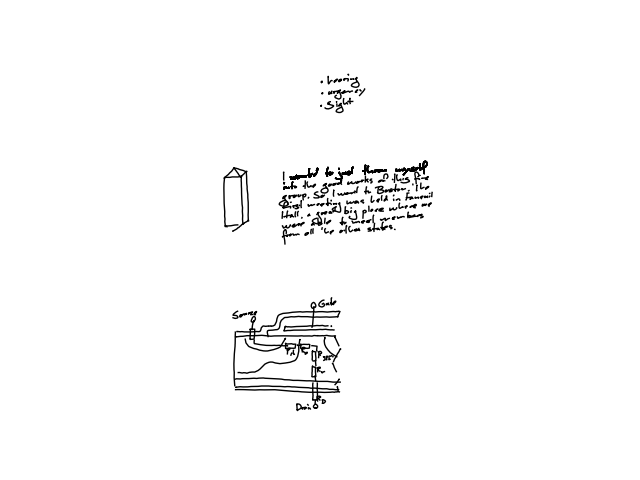 • hearing
• urgency
• sight
I wanted to just throw myself
into the good works of this fine
group. So I went to Boston. The
first meeting was held in Faneuil
Hall, a great big place where we
were able to meet members
from all the other states.
Source
Gate
Drain